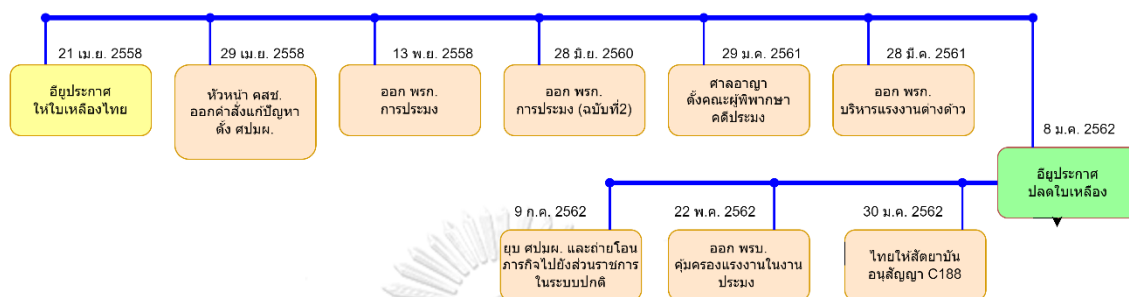 21 เม.ย. 2558
อียูประกาศ
ให้ใบเหลืองไทย
29 เม.ย. 2558
หัวหน้า คสช.
ออกคำสั่งแก้ปัญหา
ตั้ง ศปมผ.
13 พ.ย. 2558
ออก พรก.
การประมง
28 มิ.ย. 2560
ออก พรก.
การประมง (ฉบับที่2)
29 ม.ค. 2561
ศาลอาญา
ตั้งคณะผู้พิพากษา
คดีประมง
28 มี.ค. 2561
ออก พรก.
บริหารแรงงานต่างด้าว
8 ม.ค. 2562
อียูประกาศ
ปลดใบเหลือง
9 ก.ค. 2562
ยุบ ศปมผ. และถ่ายโอน
ภารกิจไปยังส่วนราชการ
ในระบบปกติ
22 พ.ค. 2562
ออก พรบ.
คุ้มครองแรงงานในงาน
ประมง
30 ม.ค. 2562
ไทยให้สัตยาบัน
อนุสัญญา C188